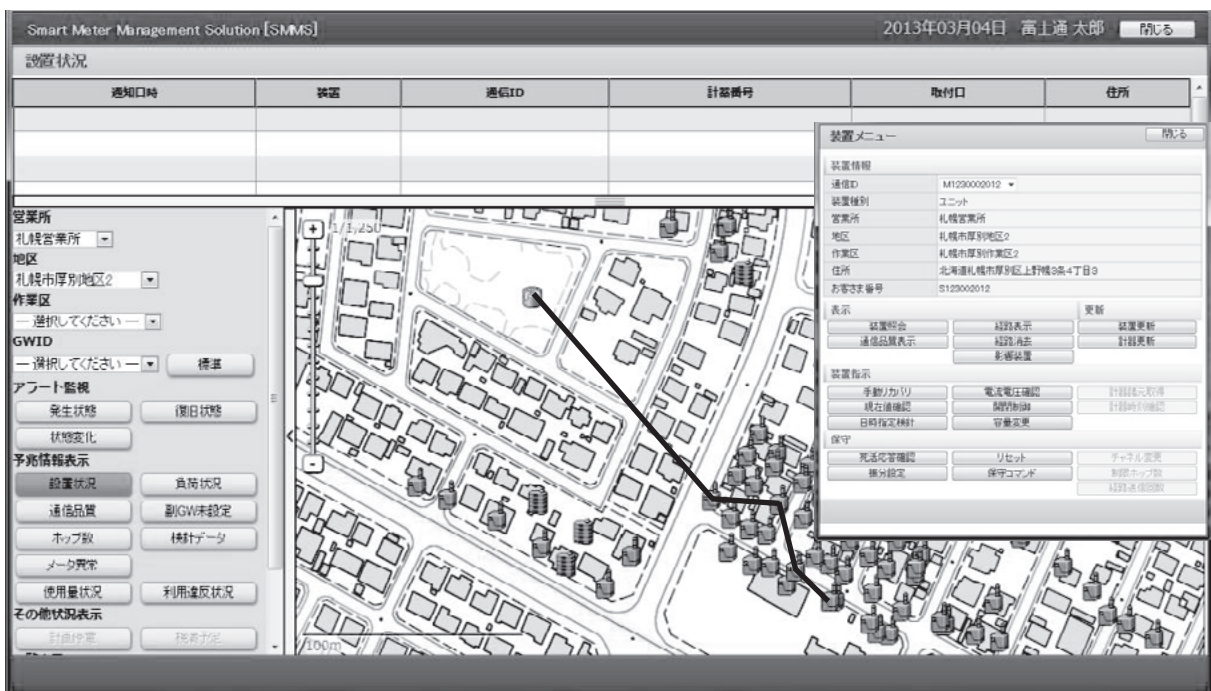 Smart Meter Management Solution [SMMS]
2013年03月04日 富士通 太郎 閉じる
設置状況
通知日時 装置 通信ID 計器番号 取付日 住所
営業所
札幌営業所
地区
札幌市厚別地区2
作業区
― 選択してください ―
GWID
― 選択してください ― 標準
アラート監視
発生状態 復旧状態
状態変化
予兆情報表示
設置状況 負荷状況
通信品質 副GW未設定
ホップ数 検針データ
メータ異常
使用量状況 利用違反状況
その他状況表示
計画停電
+
1/1,250
-
100m
装置メニュー 閉じる
装置情報
通信ID M1230002012
装置種別 ユニット
営業所 札幌営業所
地区 札幌市厚別地区2
作業区 札幌市厚別作業区2
住所 北海道札幌市厚別区上野幌3条4丁目3
お客さま番号 S123002012
表示 更新
装置照会 経路表示 装置更新
通信品質表示 経路消去 計器更新
影響装置
装置指示
手動リカバリ 電流電圧確認 計器諸元取得
現在値確認 開閉制御 計器時刻確認
日時指定検針 容量変更
保守
死活応答確認 リセット チャネル変更
機分設定 保守コマンド 制限ホップ数
経路送信回数